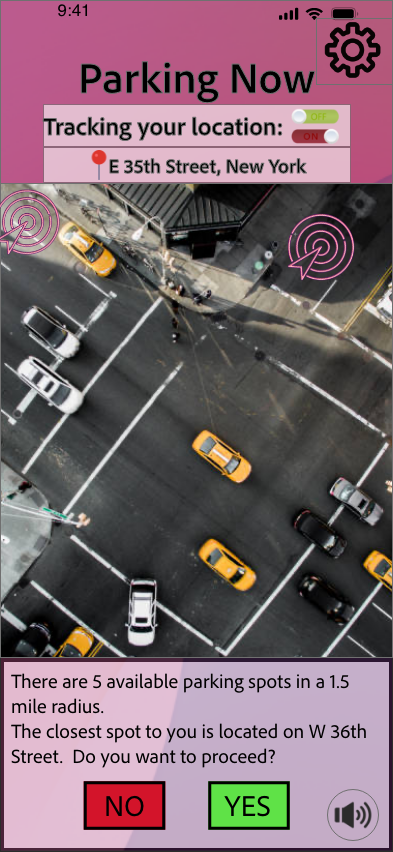 9:41
Parking Now
Tracking your location:
OFF
ON
E 35th Street, New York
There are 5 available parking spots in a 1.5
mile radius.
The closest spot to you is located on W 36th
Street.  Do you want to proceed?
NO
YES